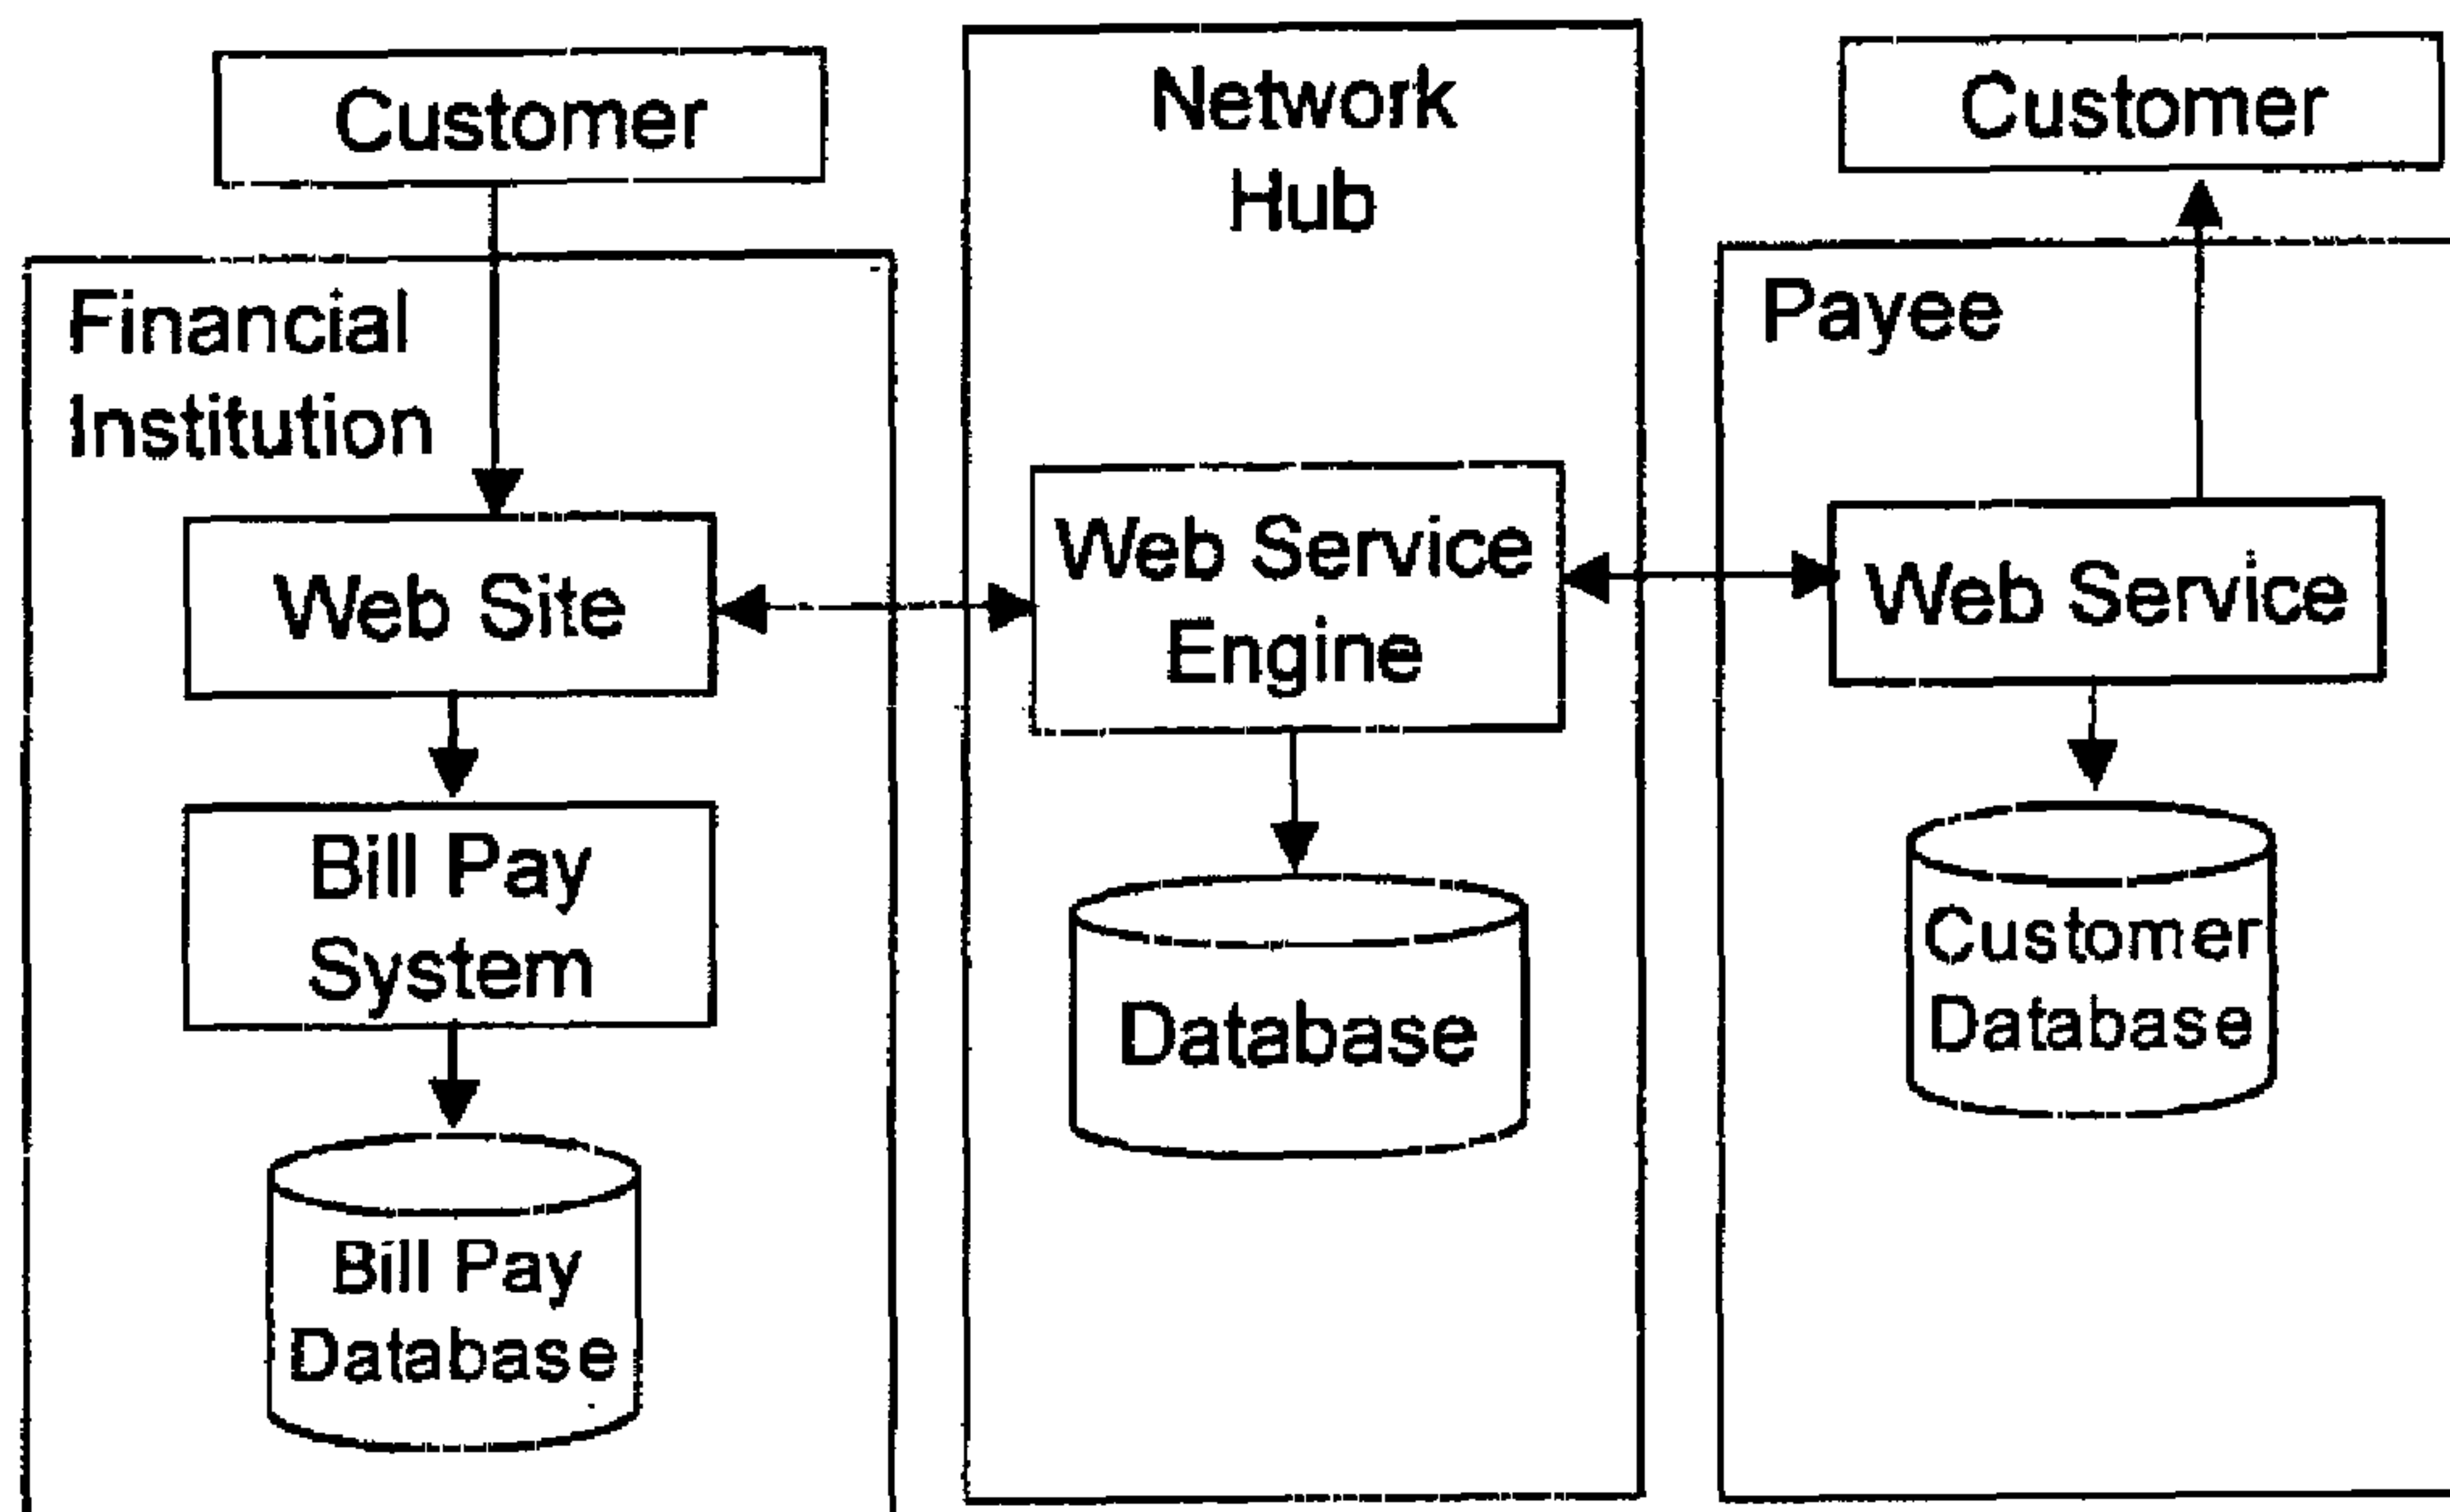 Customer
Financial
Institution
Web Site
Bill Pay
System
Bill Pay
Database
Network
Hub
Web Service
Engine
Database
Customer
Payee
Web Service
Customer
Database